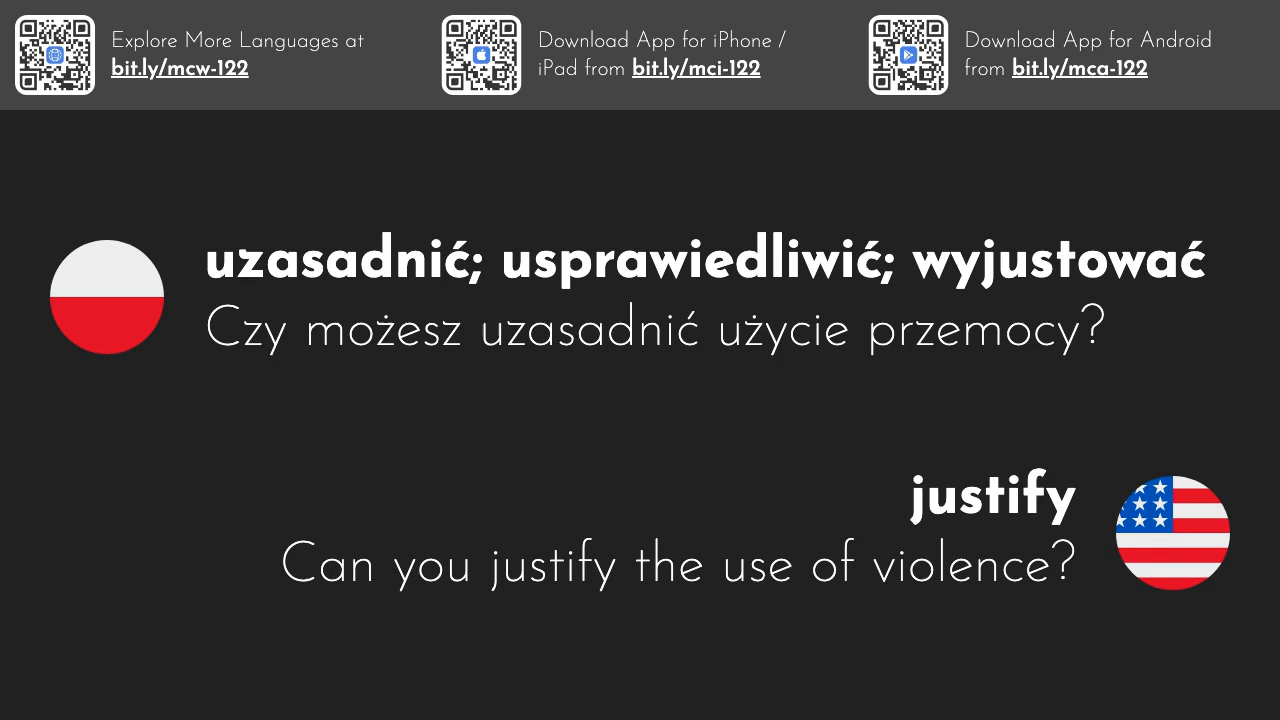 Explore More Languages at
bit.ly/mcw-122
Download App for iPhone /
iPad from bit.ly/mci-122
Download App for Android
from bit.ly/mca-122
uzasadnić; usprawiedliwić; wyjustować
Czy możesz uzasadnić użycie przemocy?
justify
Can you justify the use of violence?